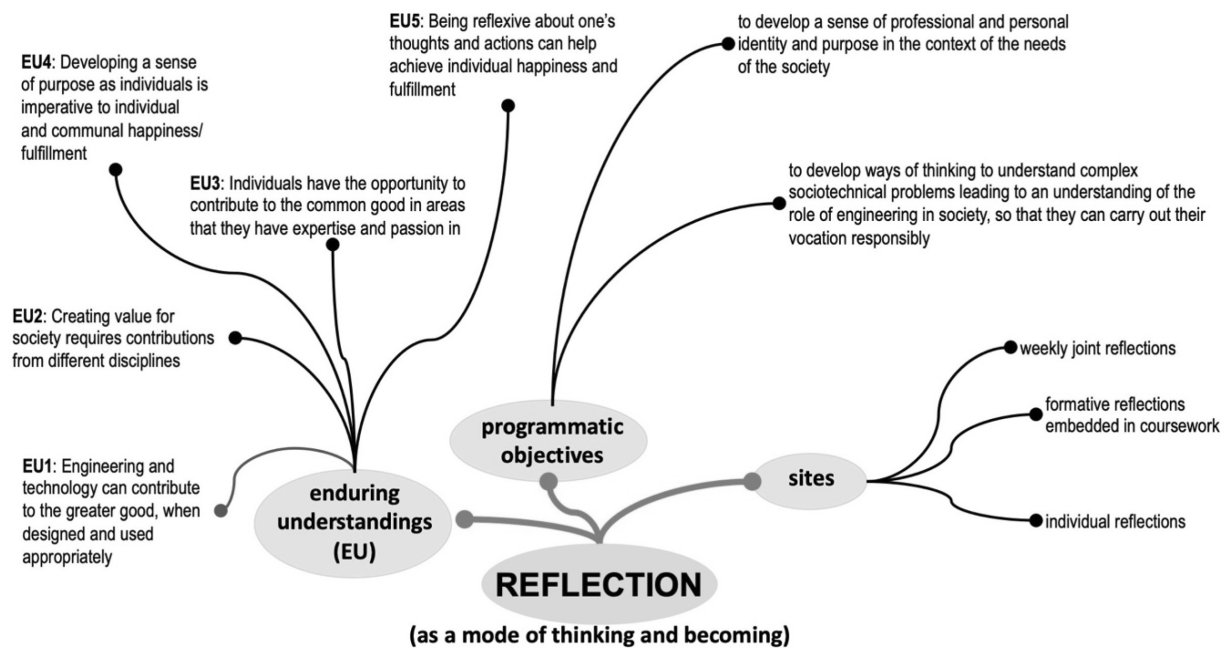 EU5: Being reflexive about one's
thoughts and actions can help
achieve individual happiness and
fulfillment
to develop a sense of professional and personal
identity and purpose in the context of the needs
of the society
EU4: Developing a sense
of purpose as individuals is
imperative to individual
and communal happiness/
fulfillment
EU3: Individuals have the opportunity to
contribute to the common good in areas
that they have expertise and passion in
to develop ways of thinking to understand complex
sociotechnical problems leading to an understanding of the
role of engineering in society, so that they can carry out their
vocation responsibly
EU2: Creating value for
society requires contributions
from different disciplines
weekly joint reflections
formative reflections
embedded in coursework
individual reflections
EU1: Engineering and
technology can contribute
to the greater good, when
designed and used
appropriately
enduring
understandings
(EU)
programmatic
objectives
sites
REFLECTION
(as a mode of thinking and becoming)